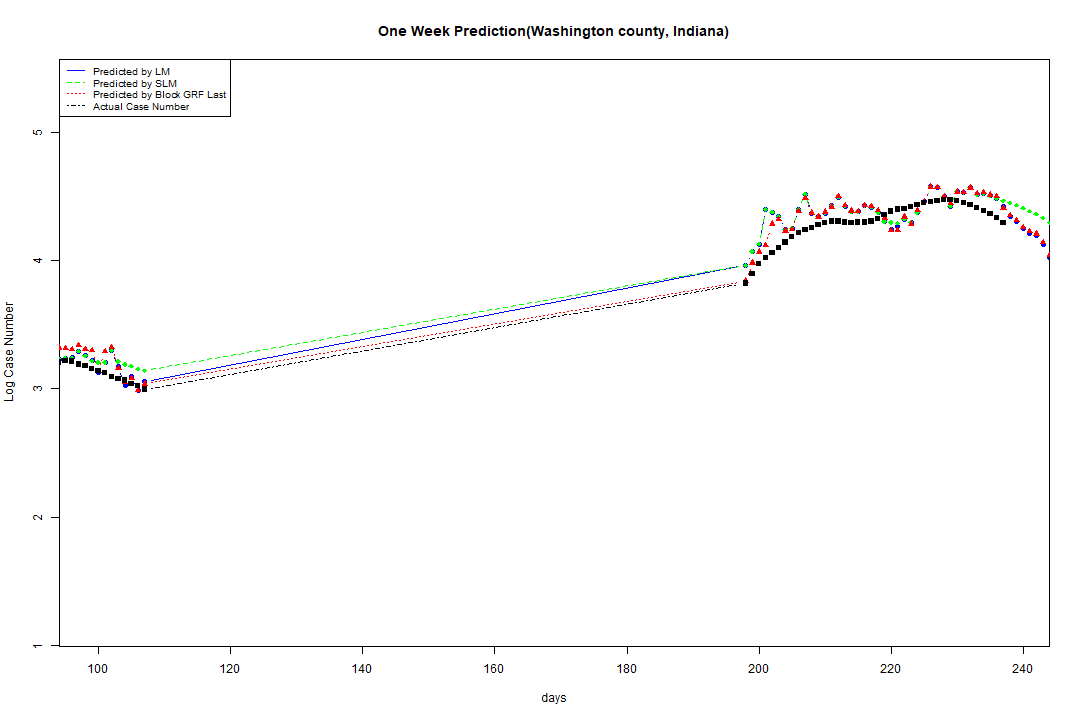 One Week Prediction(Washington county, Indiana)
Predicted by LM
Predicted by SLM
Predicted by Block GRF Last
Actual Case Number
5
4
3
2
1
Log Case Number
100 120 140 160 180 200 220 240
days